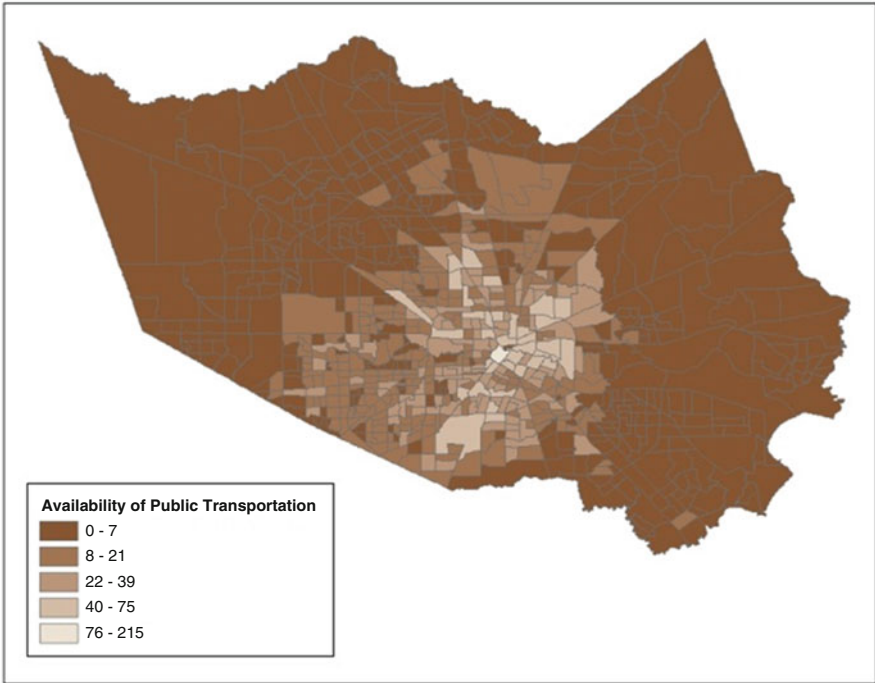 Availability of Public Transportation
0 - 7
8 - 21
22 - 39
40 - 75
76 - 215